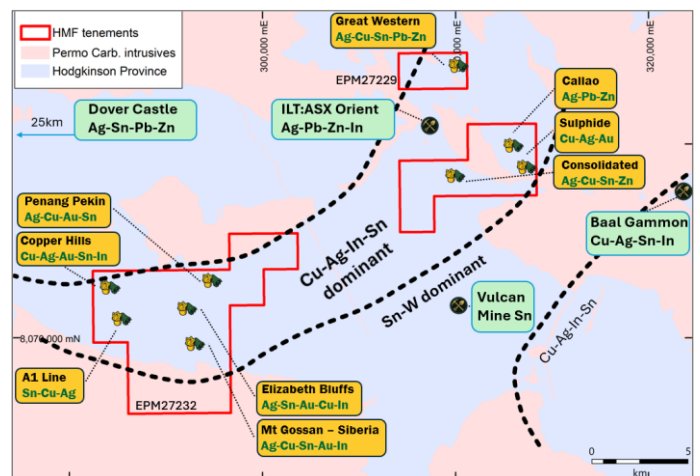 HMF tenements
Permo Carb. intrusives
Hodgkinson Province
300,000 mE
mE
320,000 mE
Great Western
Ag-Cu-Sn-Pb-Zn
EPM27229
Callao
Ag-Pb-Zn
Dover Castle
Ag-Sn-Pb-Zn
25km
ILT:ASX Orient
Ag-Pb-Zn-In
Sulphide
Cu-Ag-Au
Consolidated
Ag-Cu-Sn-Zn
Penang Pekin
Ag-Cu-Au-Sn
Copper Hills
Cu-Ag-Au-Sn-In
Baal Gammon
Cu-Ag-Sn-In
Cu-Ag-In-Sn
dominant
Sn-W dominant
Vulcan
Mine Sn
Cu-Ag-In-Sn
8,070,000 mN
A1 Line
Sn-Cu-Ag
EPM27232
Elizabeth Bluffs
Ag-Sn-Au-Cu-In
Mt Gossan – Siberia
Ag-Cu-Sn-Au-In
0
5
km